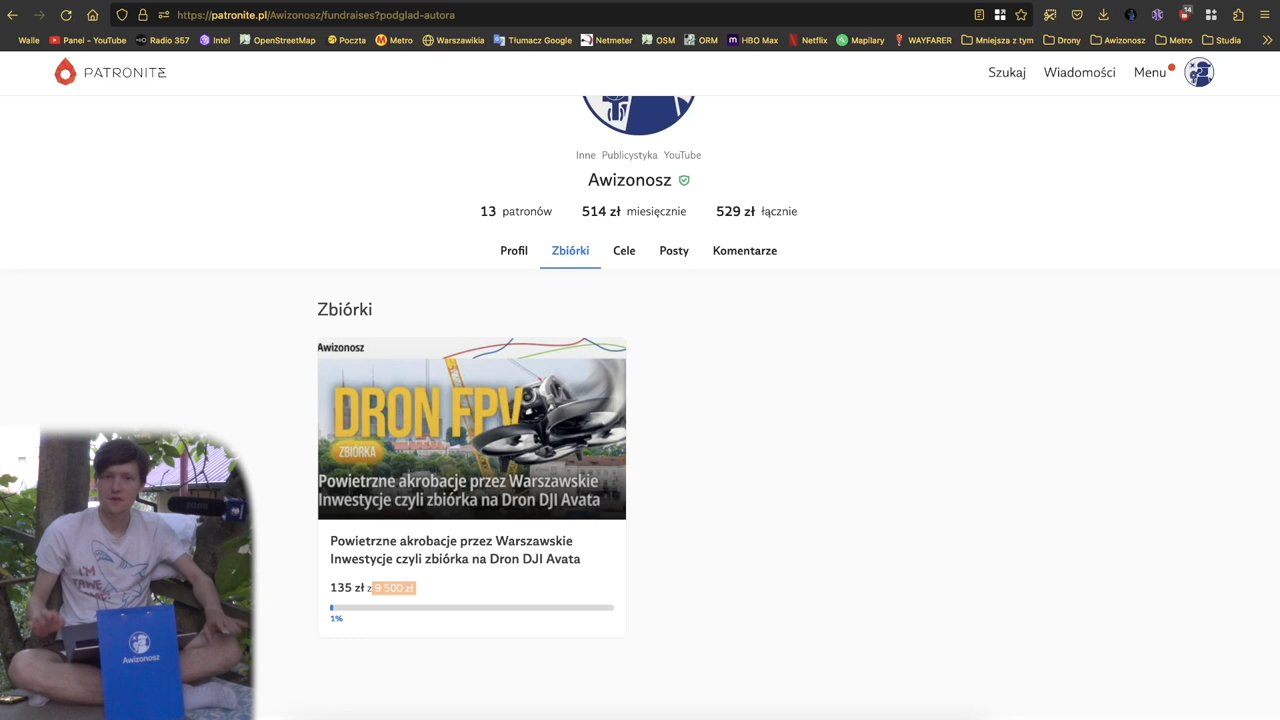 https://patronite.pl/Awizonosz/fundraises?podglad-autora
14
Walle Panel - YouTube Radio 357 Intel OpenStreetMap Poczta Metro Warszawikia Tłumacz Google Netmeter OSM ORM HBO Max Netflix Mapilary WAYFARER Mniejsza z tym Drony Awizonosz Metro Studia
PATRONITE
Szukaj Wiadomości Menu
Inne Publicystyka YouTube
Awizonosz
13 patronów 514 zł miesięcznie 529 zł łącznie
Profil Zbiórki Cele Posty Komentarze
Zbiórki
Awizonosz
DRON FPV
ZBIÓRKA
Powietrzne akrobacje przez Warszawskie
Inwestycje czyli zbiórka na Dron DJI Avata
Powietrzne akrobacje przez Warszawskie
Inwestycje czyli zbiórka na Dron DJI Avata
135 zł z 9 500 zł
1%
I'M
Awizonosz